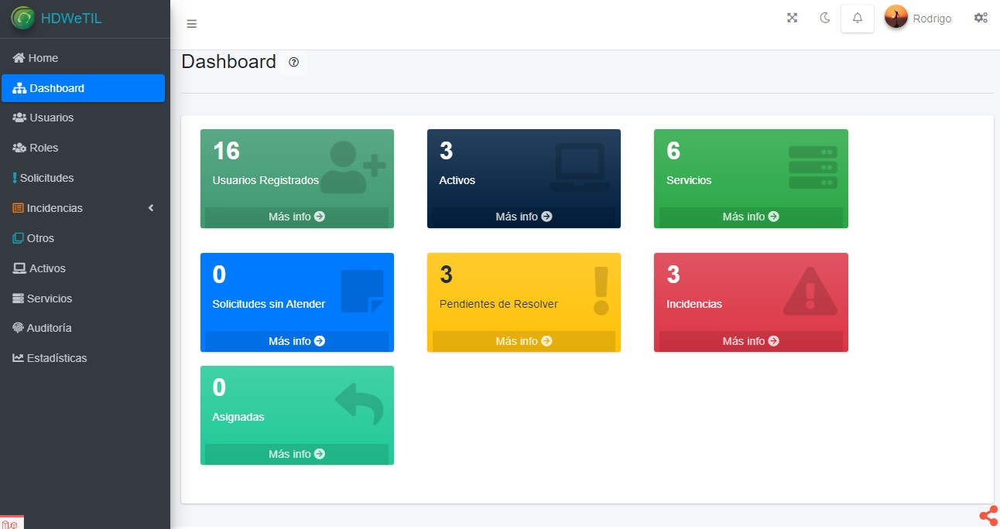 HDWeTIL
Rodrigo
Home
Dashboard
Usuarios
Roles
Solicitudes
Incidencias
Otros
Activos
Servicios
Auditoría
Estadísticas
Dashboard
16
Usuarios Registrados
Más info
3
Activos
Más info
6
Servicios
Más info
0
Solicitudes sin Atender
Más info
3
Pendientes de Resolver
Más info
3
Incidencias
Más info
0
Asignadas
Más info